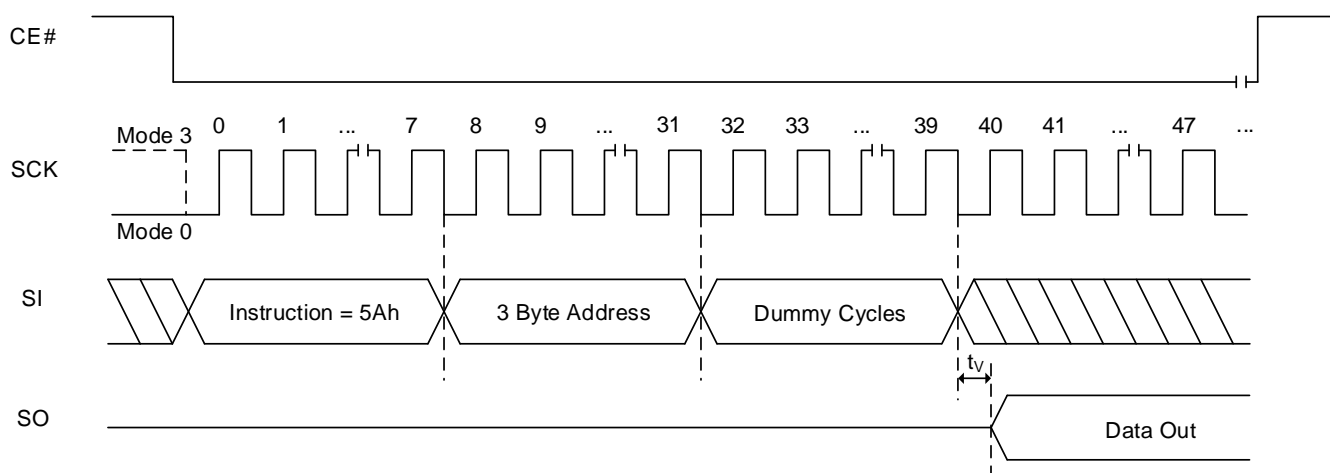 CE#
Mode 3 0 1 ... 7 8 9 ... 31 32 33 ... 39 40 41 ... 47 ...
SCK
Mode 0
SI Instruction = 5Ah 3 Byte Address Dummy Cycles
tV
SO Data Out